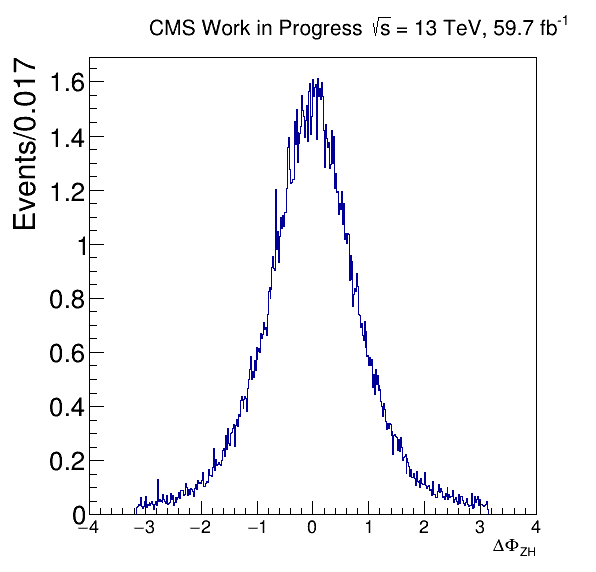 CMS Work in Progress √s = 13 TeV, 59.7 fb⁻¹
Events/0.017
1.6
1.4
1.2
1
0.8
0.6
0.4
0.2
0
−4 −3 −2 −1 0 1 2 3 4
ΔΦ_ZH